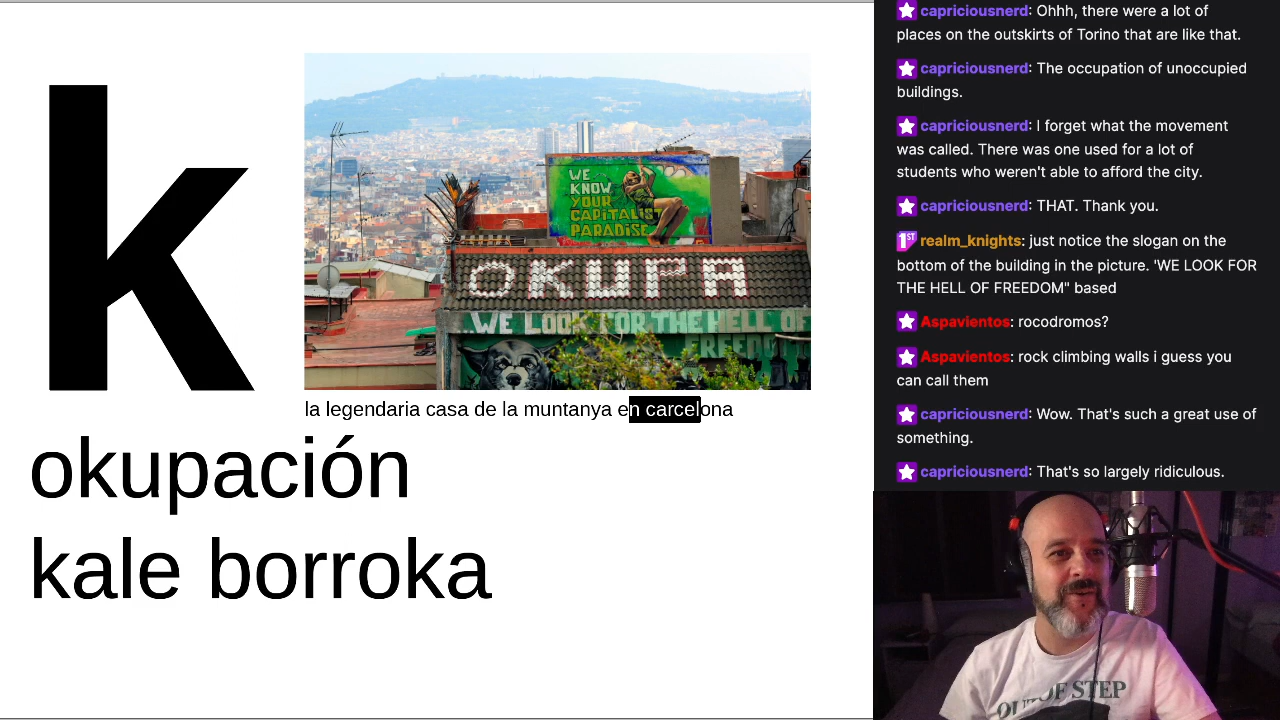 k
WE
KNOW
YOUR
CAPITALIST
PARADISE
OKUPA
...WE LOOK FOR THE HELL OF
FREEDOM
la legendaria casa de la muntanya en carcelona
okupación
kale borroka
capriciousnerd: Ohhh, there were a lot of
places on the outskirts of Torino that are like that.
capriciousnerd: The occupation of unoccupied
buildings.
capriciousnerd: I forget what the movement
was called. There was one used for a lot of
students who weren't able to afford the city.
capriciousnerd: THAT. Thank you.
1ST realm_knights: just notice the slogan on the
bottom of the building in the picture. 'WE LOOK FOR
THE HELL OF FREEDOM" based
Aspavientos: rocodromos?
Aspavientos: rock climbing walls i guess you
can call them
capriciousnerd: Wow. That's such a great use of
something.
capriciousnerd: That's so largely ridiculous.
OUT OF STEP